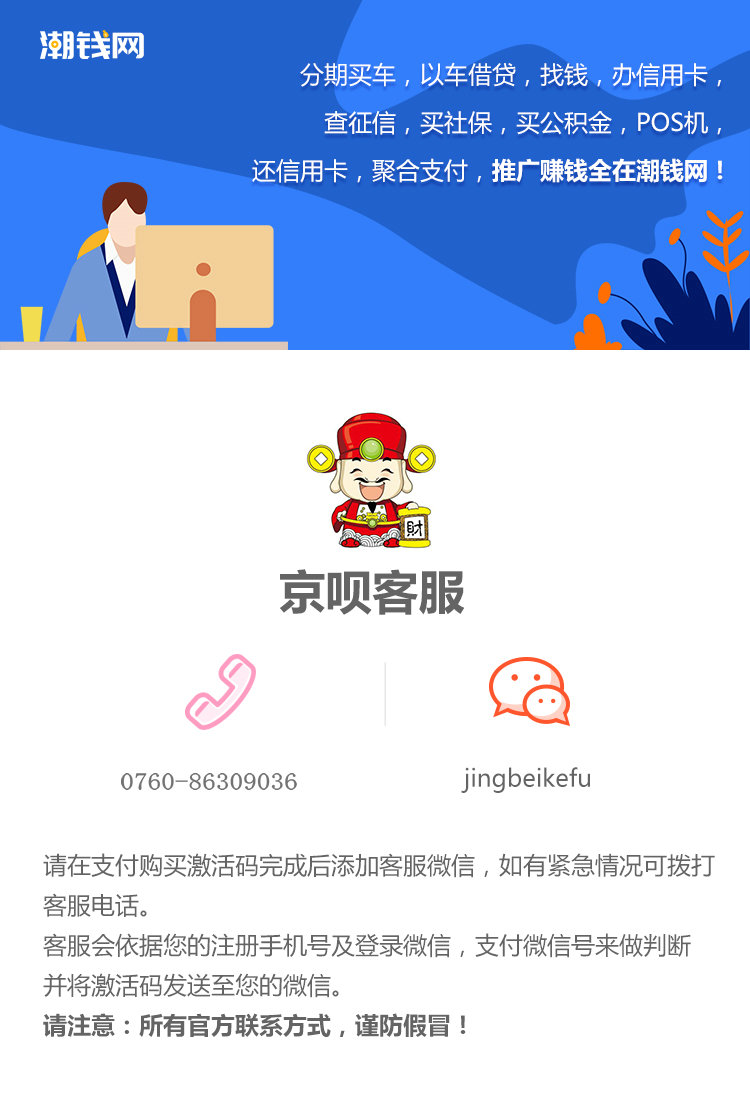 潮钱网
分期买车，以车借贷，找钱，办信用卡，
查征信，买社保，买公积金，POS机，
还信用卡，聚合支付，推广赚钱全在潮钱网！
財
京呗客服
0760-86309036
jingbeikefu
请在支付购买激活码完成后添加客服微信，如有紧急情况可拨打
客服电话。
客服会依据您的注册手机号及登录微信，支付微信号来做判断
并将激活码发送至您的微信。
请注意：所有官方联系方式，谨防假冒！